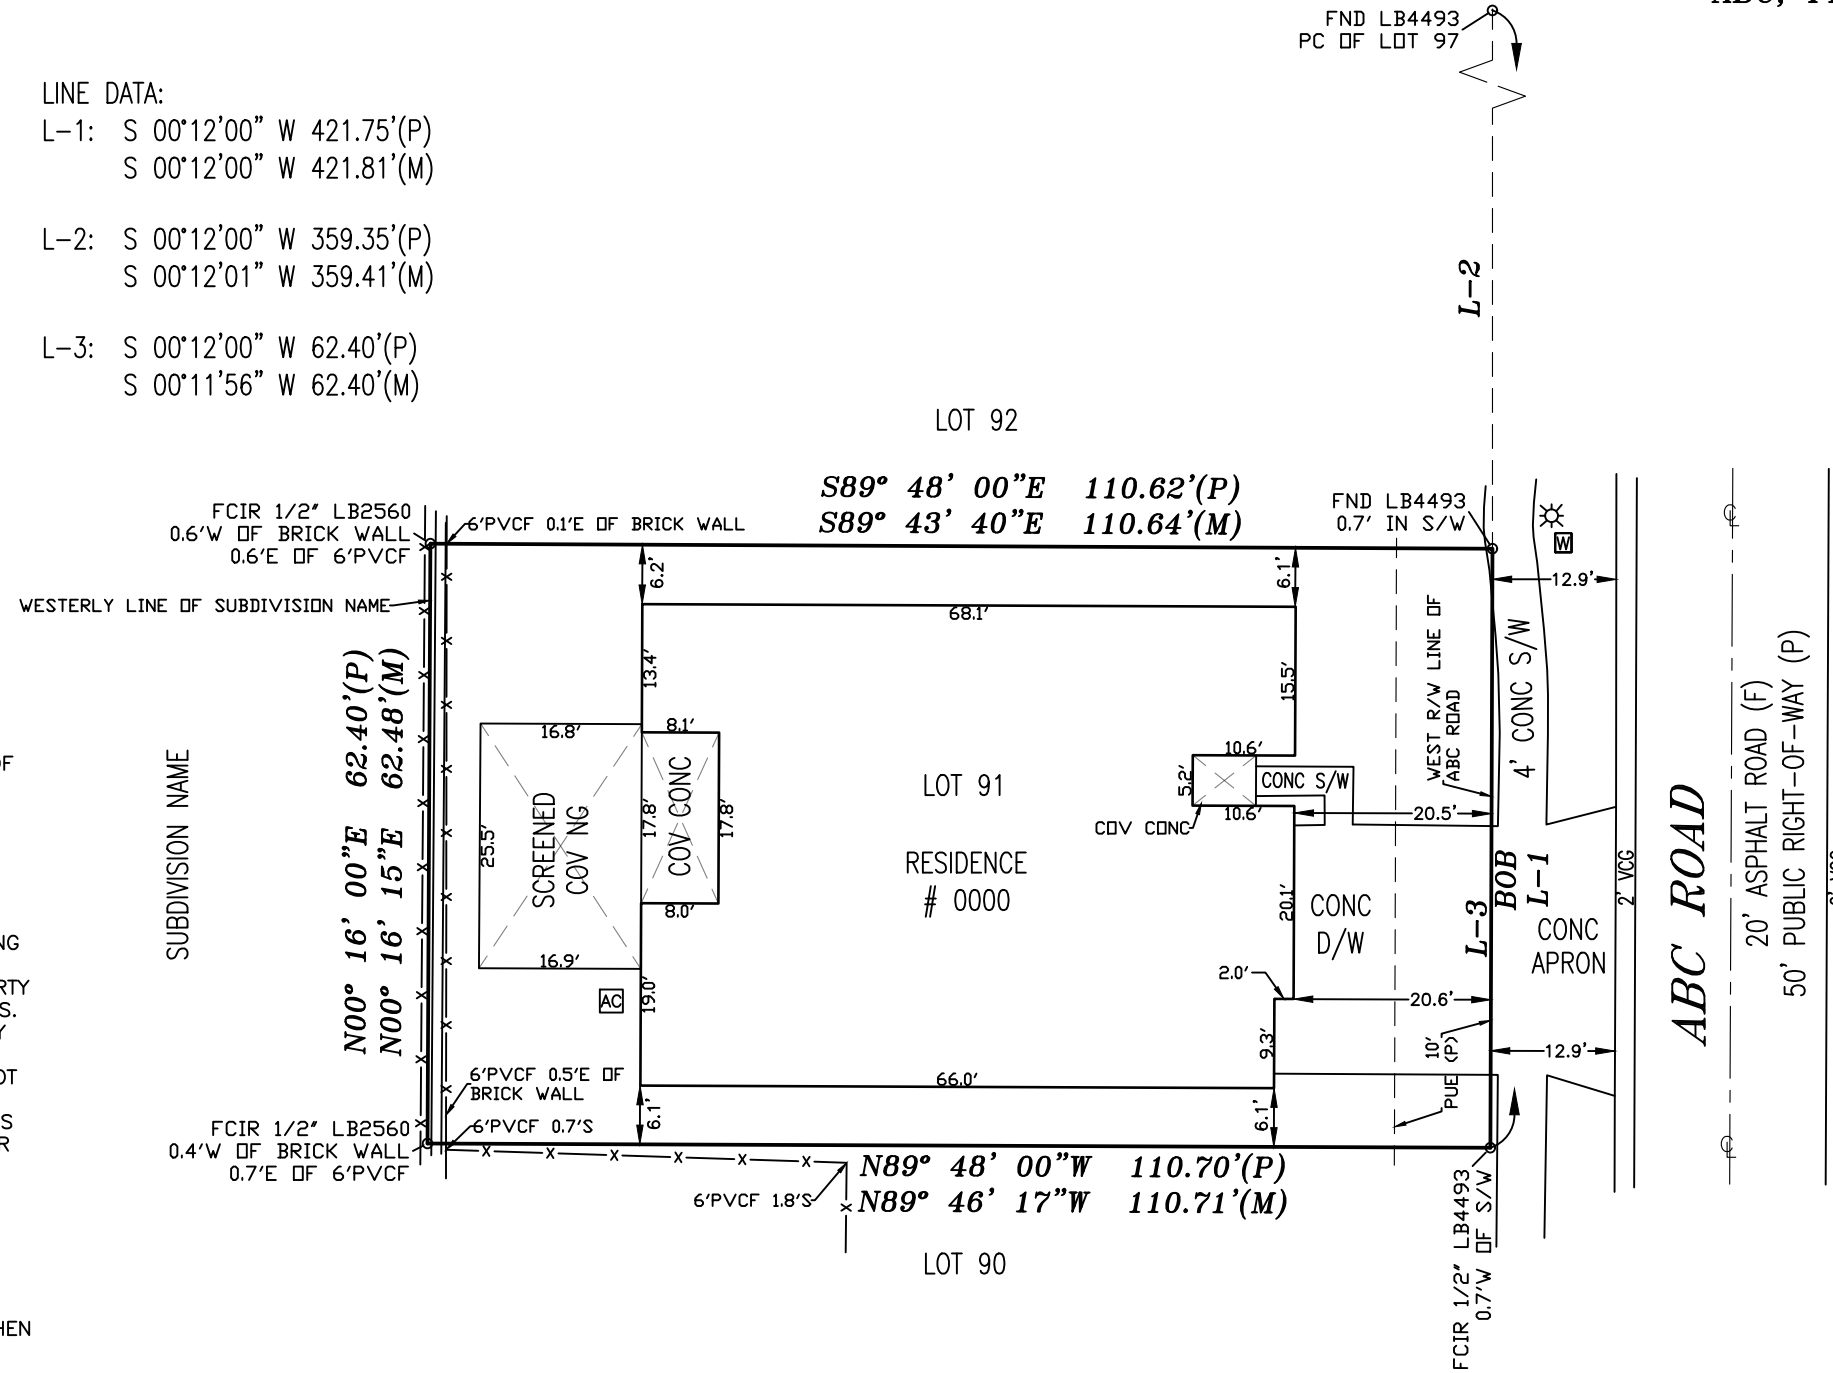 FND LB4493
PC OF LOT 97
LINE DATA:
L-1: S 00°12'00" W 421.75'(P)
S 00°12'00" W 421.81'(M)
L-2: S 00°12'00" W 359.35'(P)
S 00°12'01" W 359.41'(M)
L-3: S 00°12'00" W 62.40'(P)
S 00°11'56" W 62.40'(M)
L-2
LOT 92
S89° 48' 00"E 110.62'(P)
S89° 43' 40"E 110.64'(M)
FCIR 1/2" LB2560
0.6'W OF BRICK WALL
0.6'E OF 6'PVCF
6'PVCF 0.1'E OF BRICK WALL
FND LB4493
0.7' IN S/W
W
WESTERLY LINE OF SUBDIVISION NAME
6.2'
6.1'
12.9'
68.1'
13.4'
15.5'
WEST R/W LINE OF
ABC ROAD
4' CONC S/W
N00° 16' 00"E 62.40'(P)
N00° 16' 15"E 62.48'(M)
SUBDIVISION NAME
16.8'
8.1'
25.5'
SCREENED
COV NG
17.8'
COV CONC
17.8'
LOT 91
10.6'
5.2'
CONC S/W
10.6'
COV CONC
20.5'
RESIDENCE
# 0000
20.1'
CONC
D/W
L-3
BOB
L-1
CONC
APRON
2' VCG
ABC ROAD
20' ASPHALT ROAD (F)
50' PUBLIC RIGHT-OF-WAY (P)
8.0'
16.9'
AC
19.0'
2.0'
20.6'
9.3'
10'
PUE (P)
12.9'
66.0'
6'PVCF 0.5'E OF
BRICK WALL
6.1'
6.1'
6'PVCF 0.7'S
FCIR 1/2" LB2560
0.4'W OF BRICK WALL
0.7'E OF 6'PVCF
N89° 48' 00"W 110.70'(P)
N89° 46' 17"W 110.71'(M)
6'PVCF 1.8'S
LOT 90
FCIR 1/2" LB4493
0.7'W OF S/W
OF
NG
RTY
S.
Y
OT
S
R
HEN